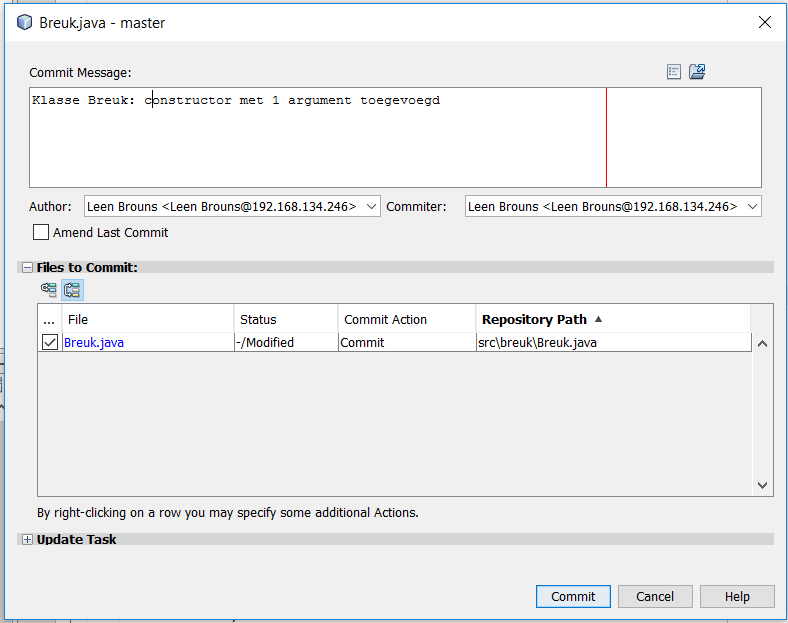 Breuk.java - master
Commit Message:
Klasse Breuk: constructor met 1 argument toegevoegd
Author: Leen Brouns <Leen Brouns@192.168.134.246> Commiter: Leen Brouns <Leen Brouns@192.168.134.246>
Amend Last Commit
Files to Commit:
... File Status Commit Action Repository Path
Breuk.java -/Modified Commit src\breuk\Breuk.java
By right-clicking on a row you may specify some additional Actions.
Update Task
Commit Cancel Help